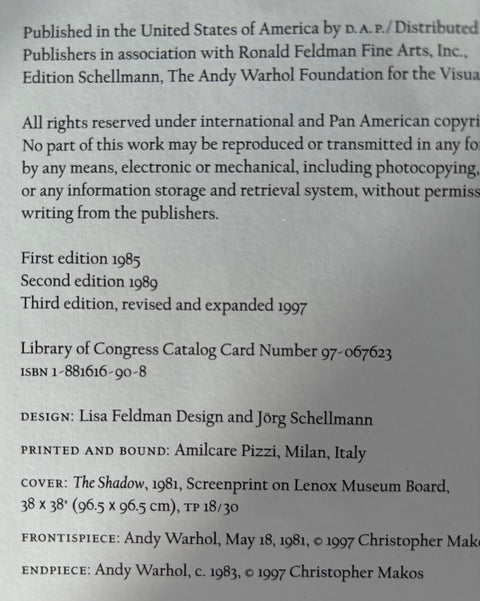 Published in the United States of America by D. A. P./Distributed
Publishers in association with Ronald Feldman Fine Arts, Inc.,
Edition Schellmann, The Andy Warhol Foundation for the Visua
All rights reserved under international and Pan American copyri
No part of this work may be reproduced or transmitted in any fo
by any means, electronic or mechanical, including photocopying,
or any information storage and retrieval system, without permiss
writing from the publishers.
First edition 1985
Second edition 1989
Third edition, revised and expanded 1997
Library of Congress Catalog Card Number 97-067623
ISBN 1-881616-90-8
DESIGN: Lisa Feldman Design and Jörg Schellmann
PRINTED AND BOUND: Amilcare Pizzi, Milan, Italy
COVER: The Shadow, 1981, Screenprint on Lenox Museum Board,
38 x 38" (96.5 x 96.5 cm), TP 18/30
FRONTISPIECE: Andy Warhol, May 18, 1981, © 1997 Christopher Mako
ENDPIECE: Andy Warhol, c. 1983, © 1997 Christopher Makos